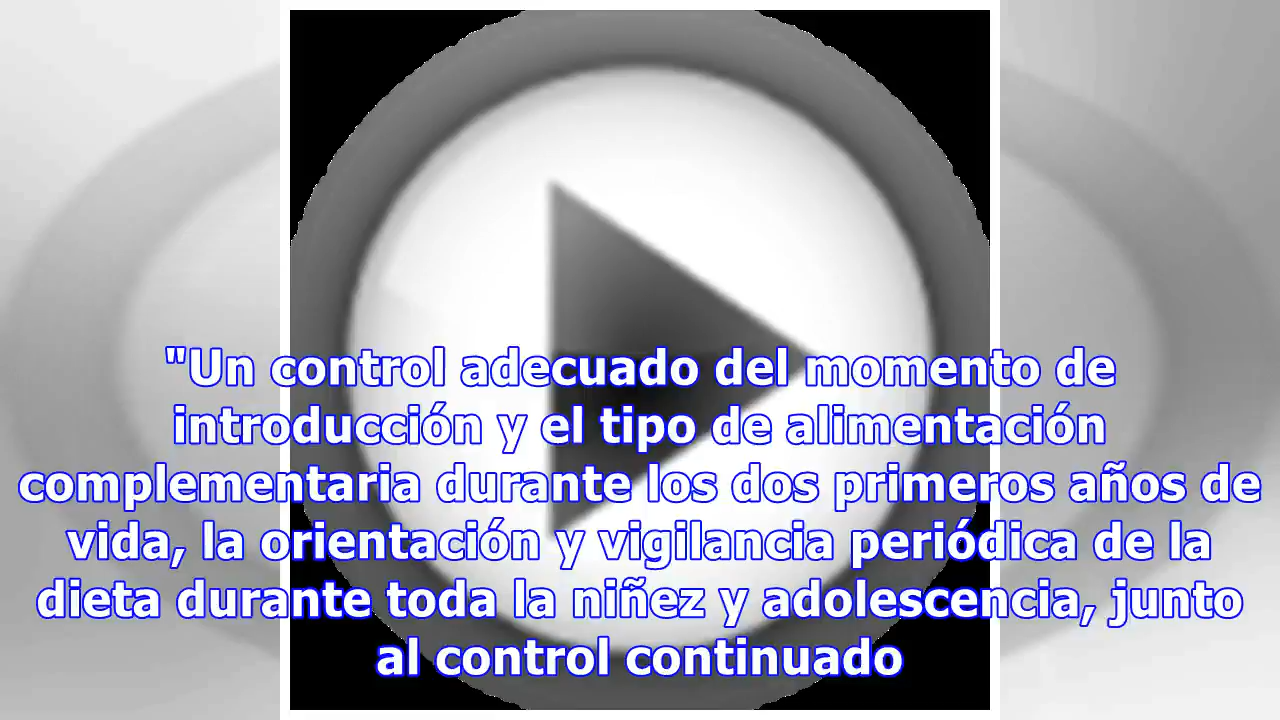 "Un control adecuado del momento de
introducción y el tipo de alimentación
complementaria durante los dos primeros años de
vida, la orientación y vigilancia periódica de la
dieta durante toda la niñez y adolescencia, junto
al control continuado